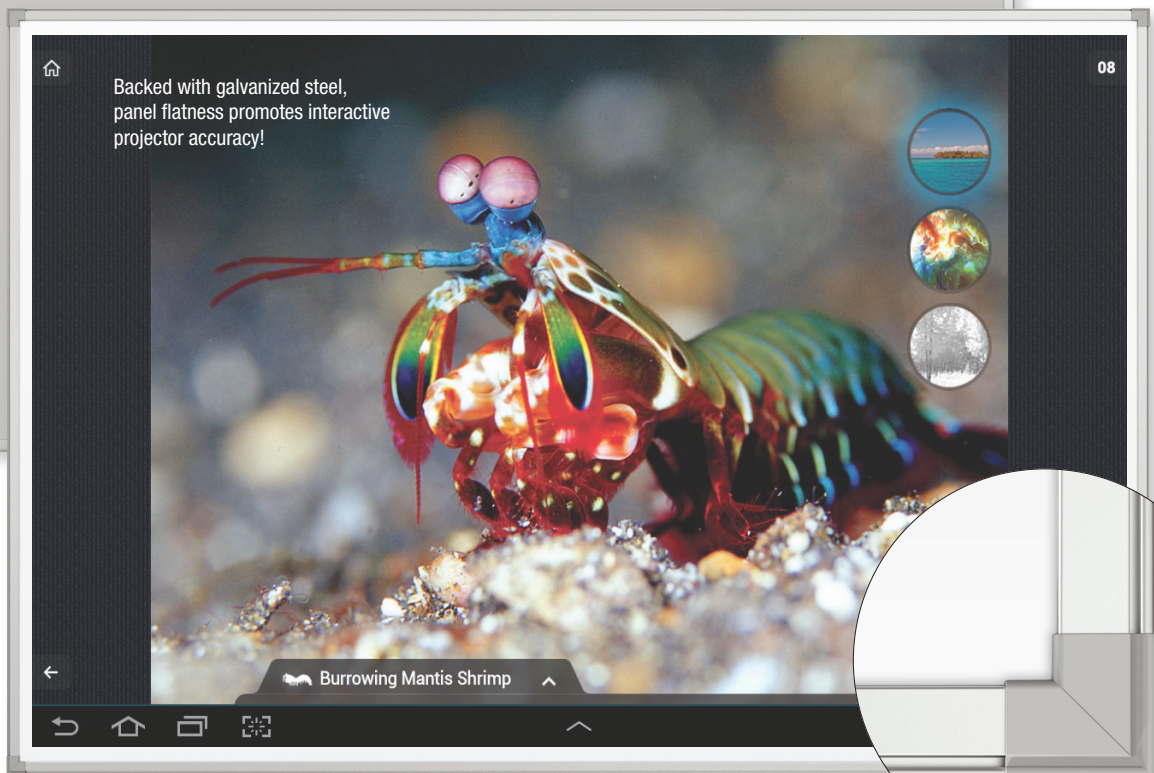 Backed with galvanized steel,
panel flatness promotes interactive
projector accuracy!
08
Burrowing Mantis Shrimp